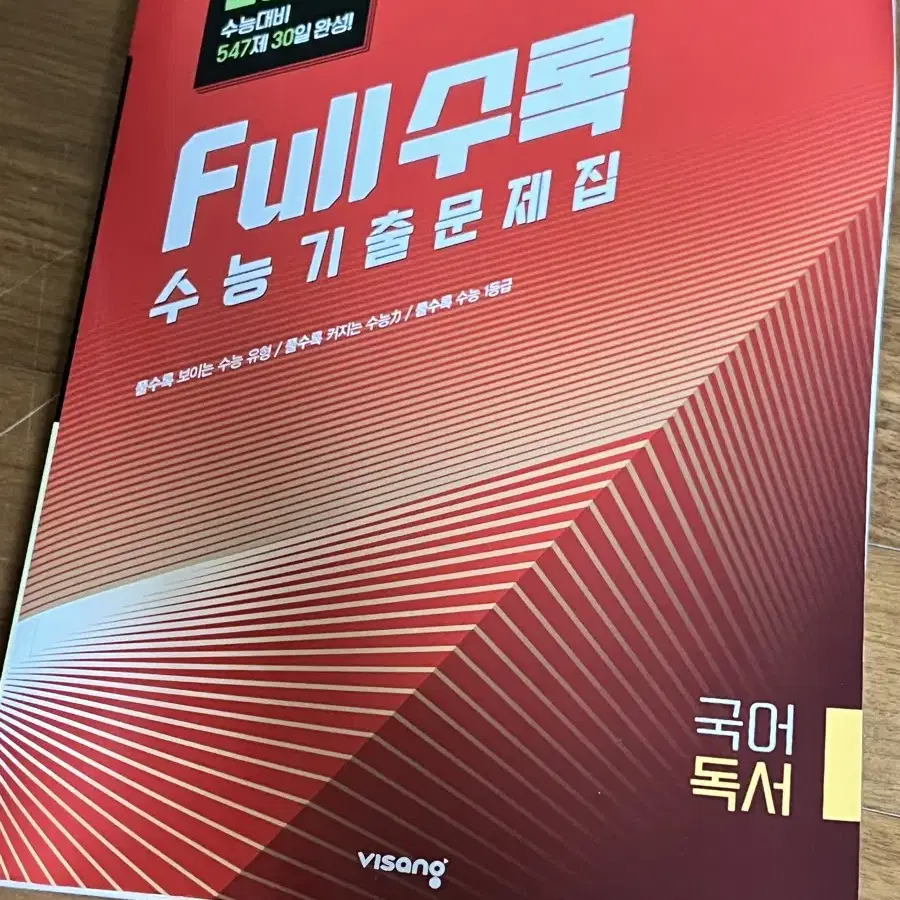 수능대비
547제 30일 완성!
Full수록
수능기출문제집
풀수록 보이는 수능 유형 / 풀수록 커지는 수능力 / 풀수록 수능 1등급
국어
독서
visang